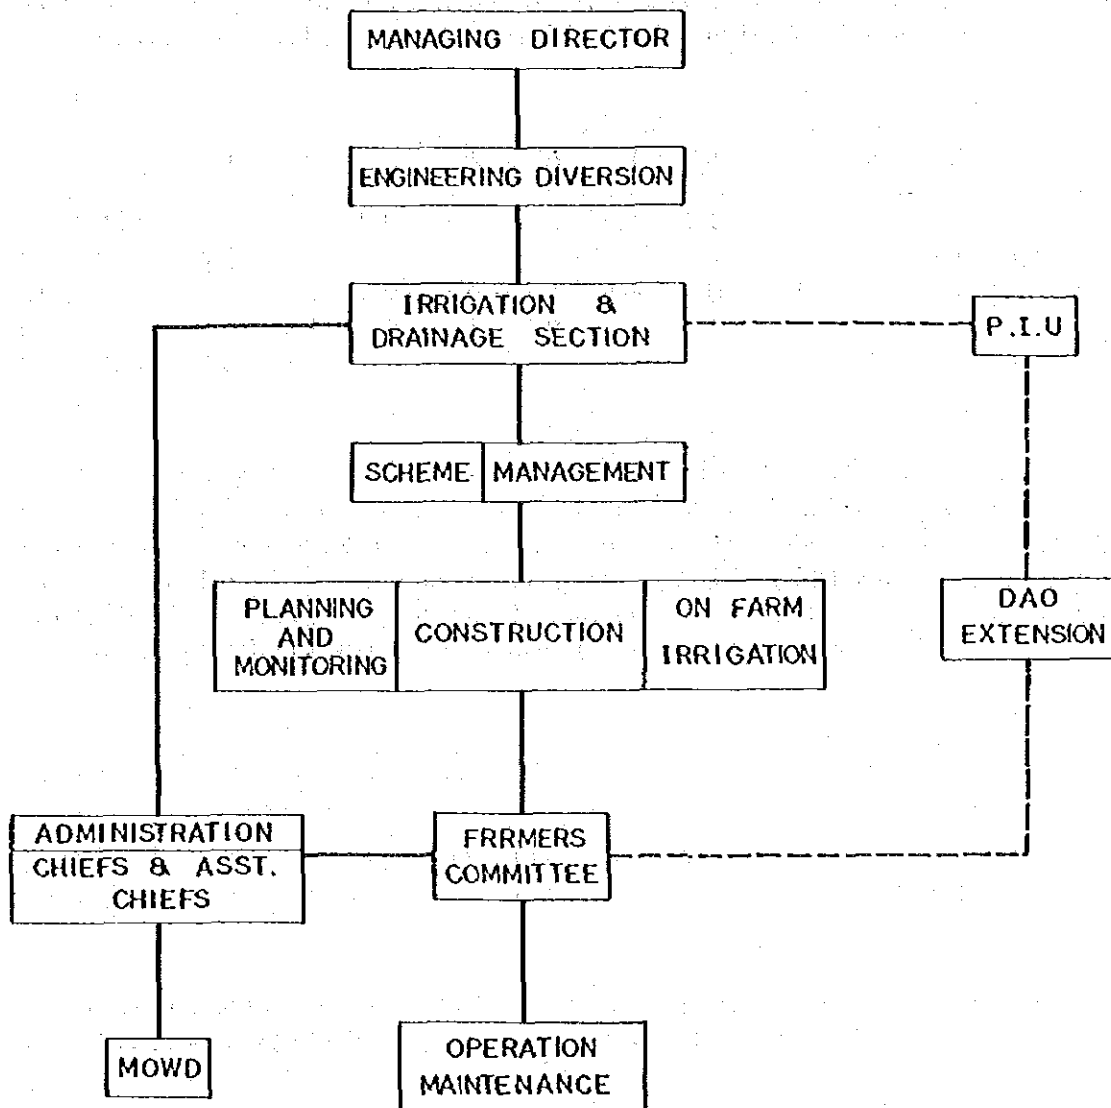 MANAGING DIRECTOR
ENGINEERING DIVERSION
IRRIGATION &
DRAINAGE SECTION
P.I.U
SCHEME MANAGEMENT
PLANNING
AND
MONITORING
CONSTRUCTION
ON FARM
IRRIGATION
DAO
EXTENSION
ADMINISTRATION
CHIEFS & ASST.
CHIEFS
FRRMERS
COMMITTEE
MOWD
OPERATION
MAINTENANCE